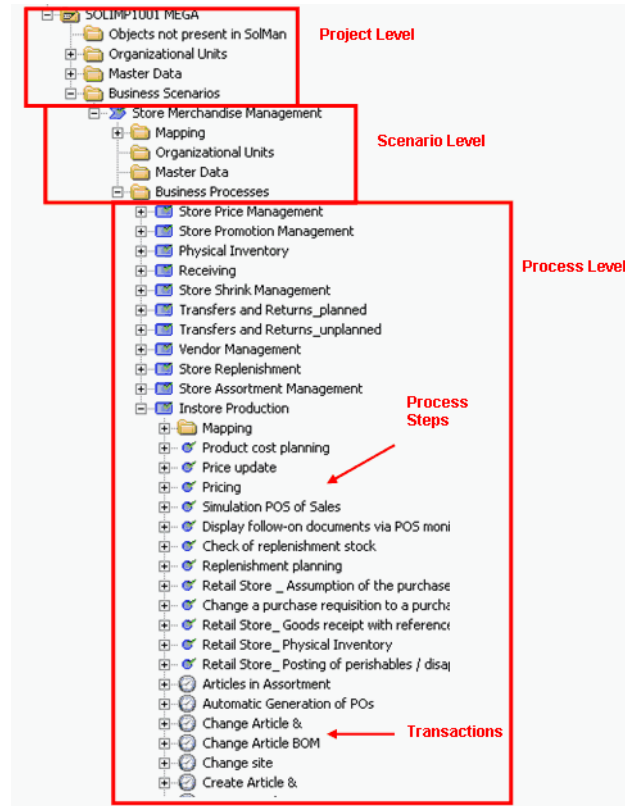 SOLIMP1001 MEGA
Objects not present in SolMan
Project Level
Organizational Units
Master Data
Business Scenarios
Store Merchandise Management
Mapping
Scenario Level
Organizational Units
Master Data
Business Processes
Store Price Management
Store Promotion Management
Physical Inventory
Receiving
Process Level
Store Shrink Management
Transfers and Returns_planned
Transfers and Returns_unplanned
Vendor Management
Store Replenishment
Store Assortment Management
Instore Production
Process
Steps
Mapping
Product cost planning
Price update
Pricing
Simulation POS of Sales
Display follow-on documents via POS moni
Check of replenishment stock
Replenishment planning
Retail Store _ Assumption of the purchase
Change a purchase requisition to a purcha
Retail Store_ Goods receipt with reference
Retail Store_ Physical Inventory
Retail Store_ Posting of perishables / disap
Articles in Assortment
Automatic Generation of POs
Change Article &
Transactions
Change Article BOM
Change site
Create Article &